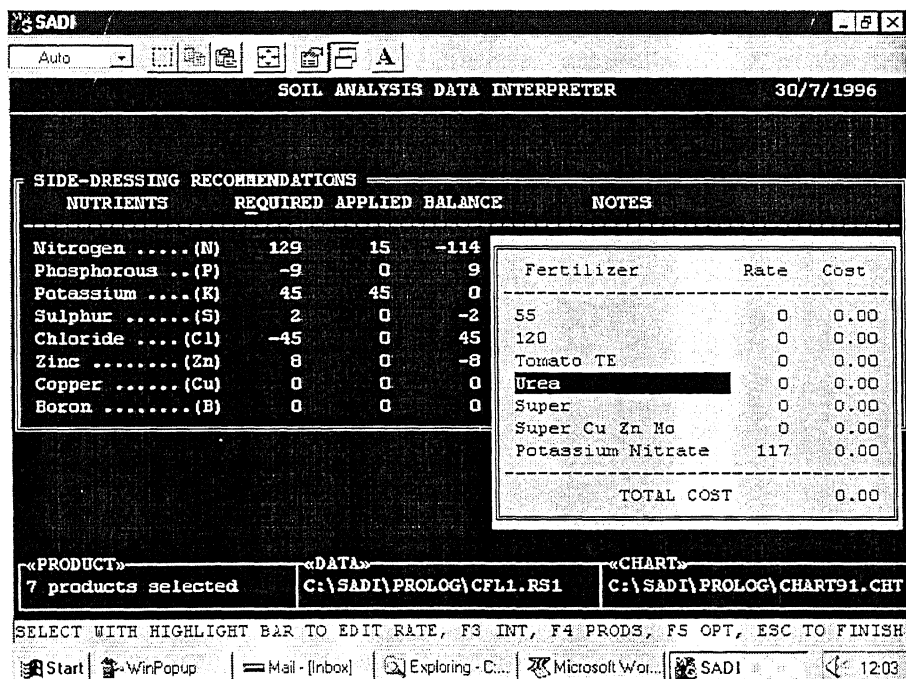 SADI
Auto
A
SOIL ANALYSIS DATA INTERPRETER 30/7/1996
SIDE-DRESSING RECOMMENDATIONS
NUTRIENTS REQUIRED APPLIED BALANCE NOTES
Nitrogen .....(N) 129 15 -114
Phosphorous ..(P) -9 0 9
Potassium ....(K) 45 45 0
Sulphur ......(S) 2 0 -2
Chloride ....(Cl) -45 0 45
Zinc ........(Zn) 8 0 -8
Copper ......(Cu) 0 0 0
Boron ........(B) 0 0 0
Fertilizer Rate Cost
55 0 0.00
120 0 0.00
Tomato TE 0 0.00
Urea 0 0.00
Super 0 0.00
Super Cu Zn Mo 0 0.00
Potassium Nitrate 117 0.00
TOTAL COST 0.00
«PRODUCT» «DATA» «CHART»
7 products selected C:\SADI\PROLOG\CFL1.RS1 C:\SADI\PROLOG\CHART91.CHT
SELECT WITH HIGHLIGHT BAR TO EDIT RATE, F3 INT, F4 PRODS, F5 OPT, ESC TO FINISH
Start WinPopup Mail - [Inbox] Exploring - C:... Microsoft Wor... SADI 12:03